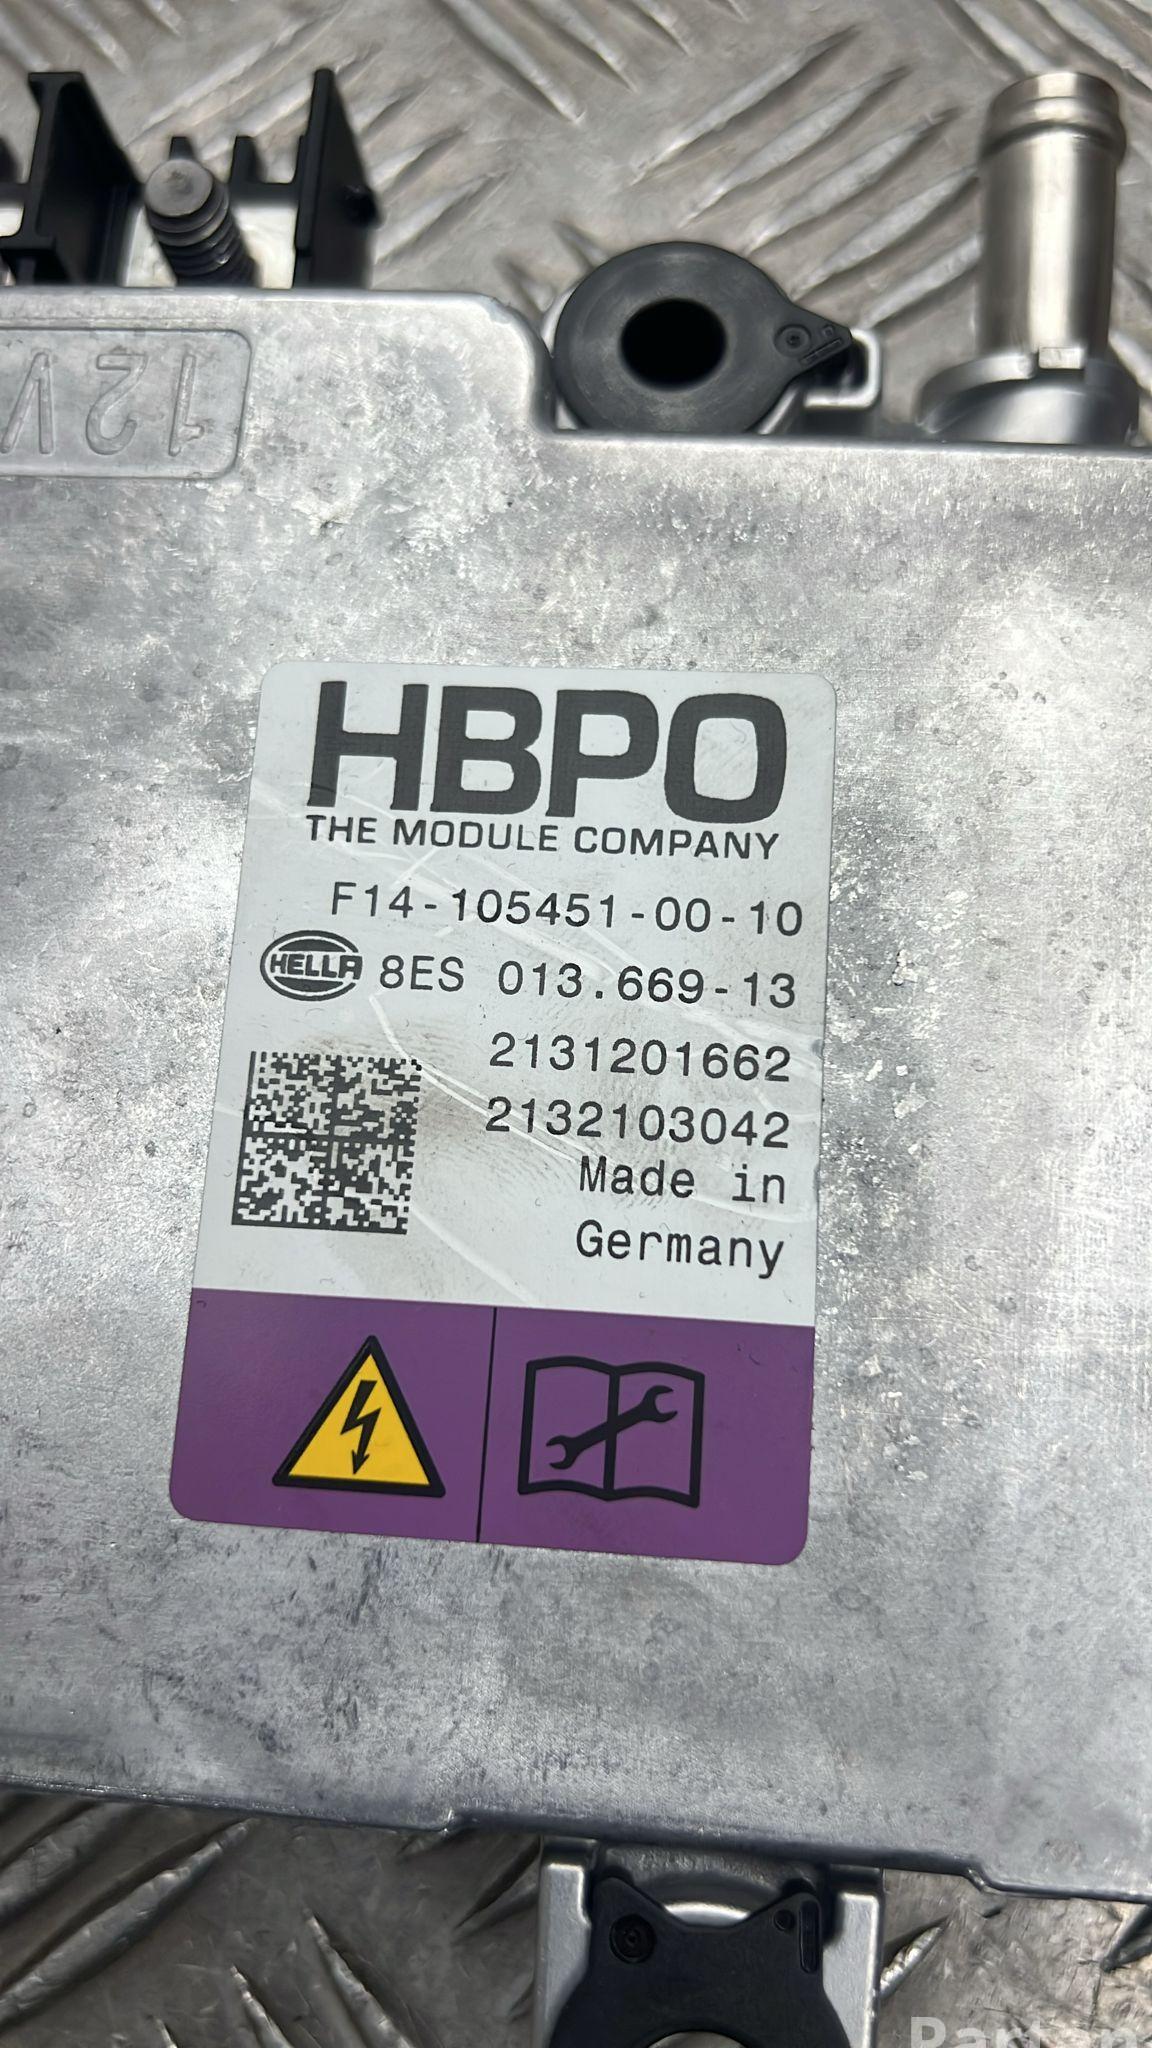 12V
HBPO
THE MODULE COMPANY
F14-105451-00-10
HELLA 8ES 013.669-13
2131201662
2132103042
Made in
Germany